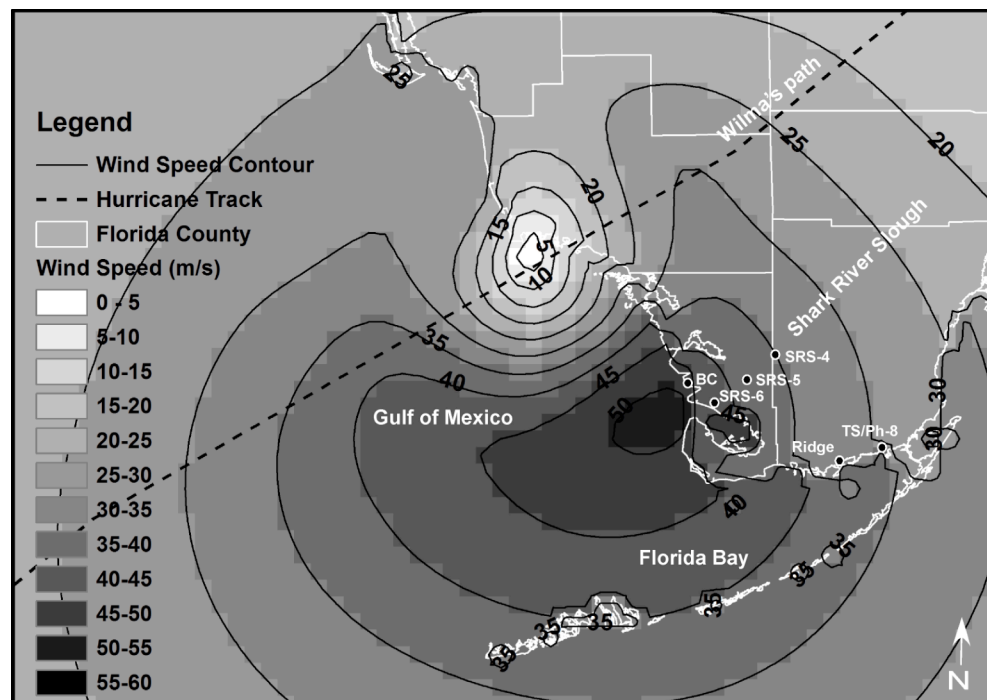 Legend
Wind Speed Contour
Hurricane Track
Florida County
Wind Speed (m/s)
0 - 5
5-10
10-15
15-20
20-25
25-30
30-35
35-40
40-45
45-50
50-55
55-60
25
Wilma's path
25
20
20
15
5
10
Shark River Slough
35
40
45
50
45
SRS-4
BC
SRS-5
SRS-6
Gulf of Mexico
30
30
TS/Ph-8
Ridge
40
Florida Bay
35
35
35
35
35
35
N